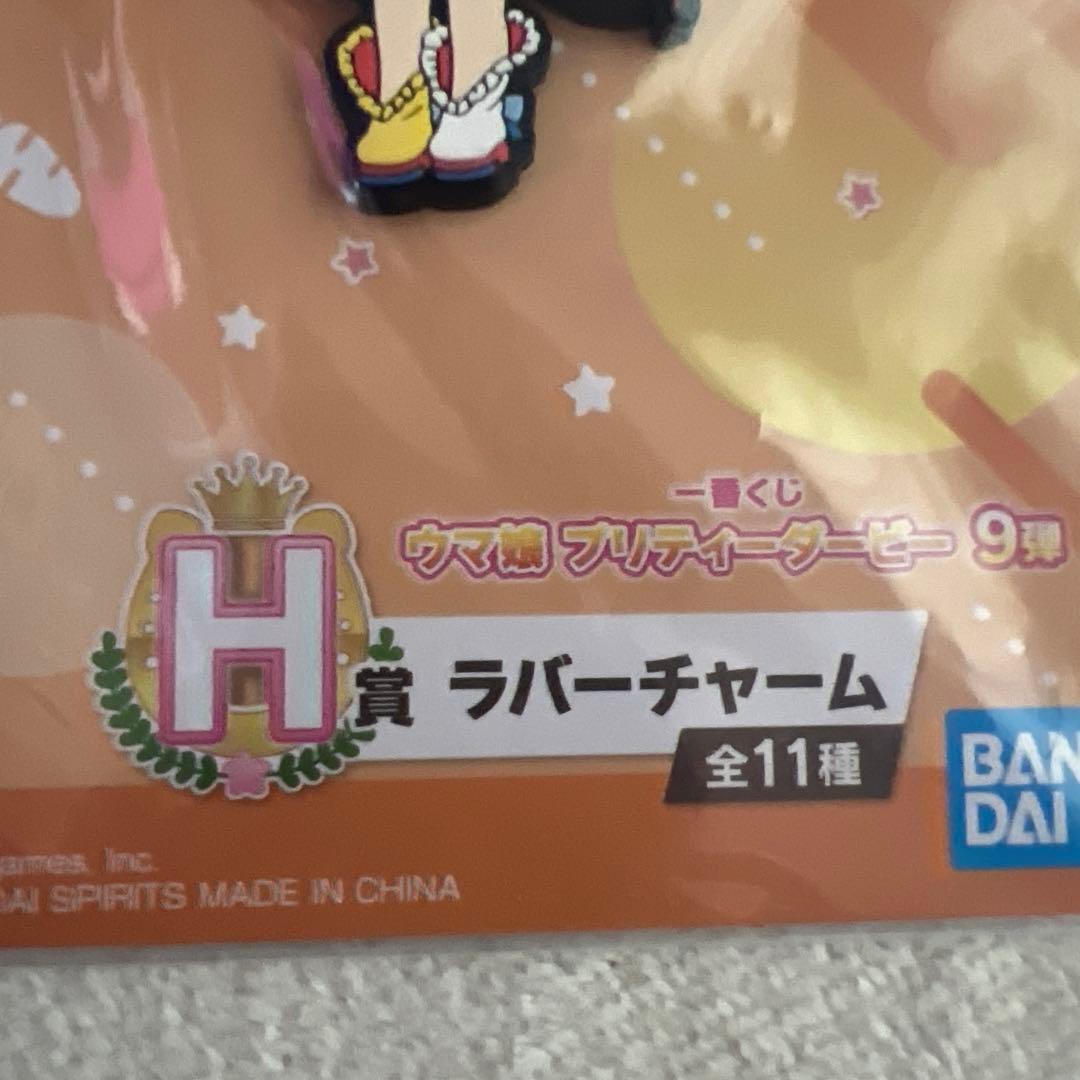 一番くじ
ウマ娘 プリティーダービー 9弾
H賞 ラバーチャーム
全11種
BAN
DAI
ames, Inc.
DAI SPIRITS MADE IN CHINA